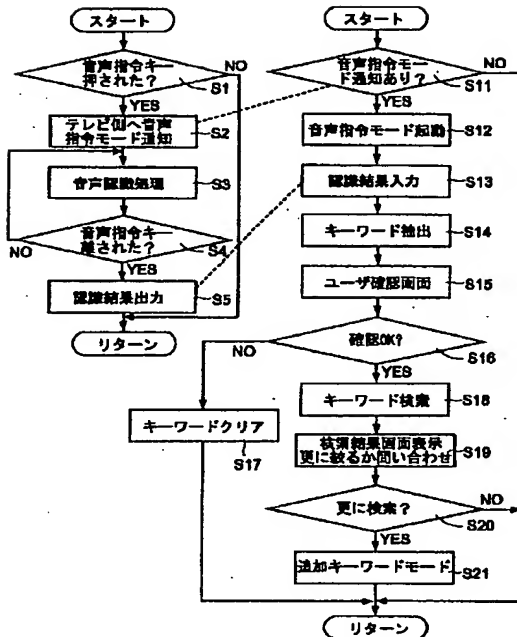 スタート
音声指令キー
押された？
NO
S1
YES
テレビ側へ音声
指令モード通知
S2
音声認識処理
S3
音声指令キー
離された？
S4
NO
YES
認識結果出力
S5
リターン
スタート
音声指令モー
ド通知あり？
NO
S11
YES
音声指令モード起動
S12
認識結果入力
S13
キーワード抽出
S14
ユーザ確認画面
S15
確認OK?
NO
S16
YES
キーワードクリア
S17
キーワード検索
S18
検索結果画面表示
更に絞るか問い合わせ
S19
更に検索？
NO
S20
YES
追加キーワードモード
S21
リターン